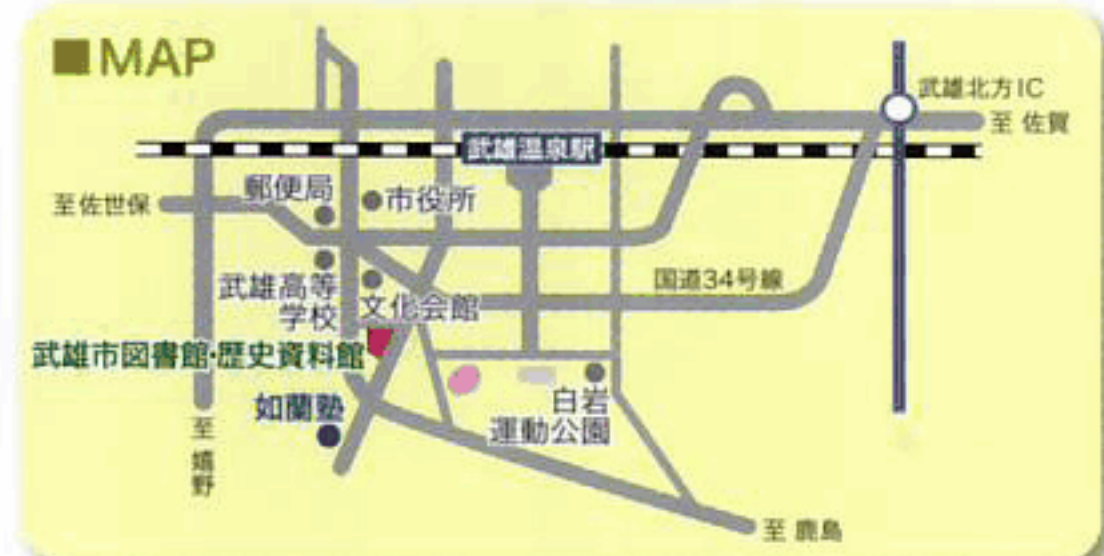 ■MAP
武雄北方IC
至 佐賀
武雄温泉駅
至佐世保
郵便局
市役所
国道34号線
武雄高等
学校
文化会館
武雄市図書館・歴史資料館
如蘭塾
白岩
運動公園
至
嬉
野
至 鹿島